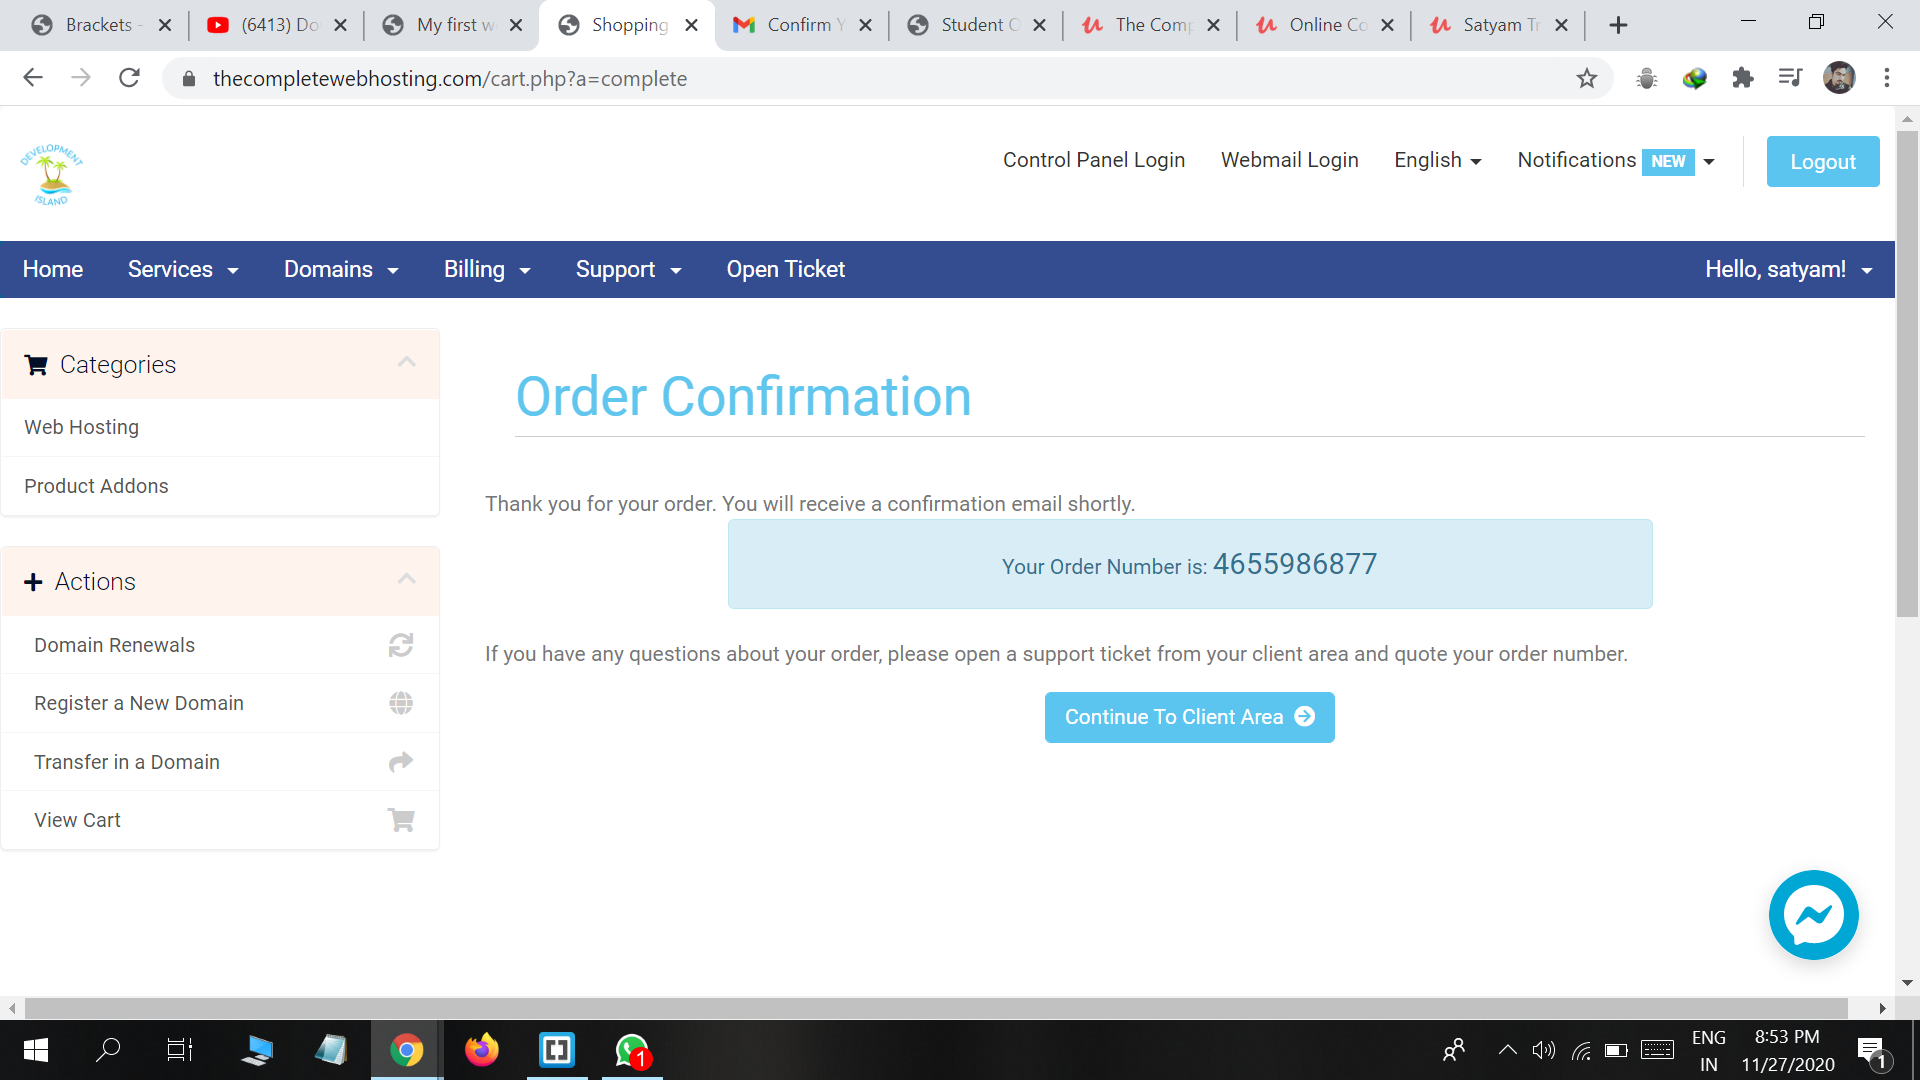 Brackets -
(6413) Do
My first w
Shopping
Confirm Y
Student O
The Comp
Online Co
Satyam Tr
thecompletewebhosting.com/cart.php?a=complete
DEVELOPMENT
ISLAND
Control Panel Login
Webmail Login
English
Notifications NEW
Logout
Home
Services
Domains
Billing
Support
Open Ticket
Hello, satyam!
Categories
Web Hosting
Product Addons
Actions
Domain Renewals
Register a New Domain
Transfer in a Domain
View Cart
Order Confirmation
Thank you for your order. You will receive a confirmation email shortly.
Your Order Number is: 4655986877
If you have any questions about your order, please open a support ticket from your client area and quote your order number.
Continue To Client Area
1
ENG
IN
8:53 PM
11/27/2020
1